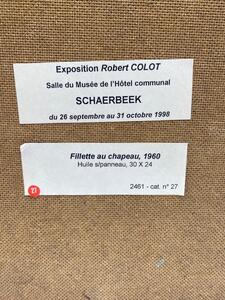 Exposition Robert COLOT
Salle du Musée de l'Hôtel communal
SCHAERBEEK
du 26 septembre au 31 octobre 1998
Fillette au chapeau, 1960
Huile s/panneau, 30 X 24
27
2461 - cat. n° 27